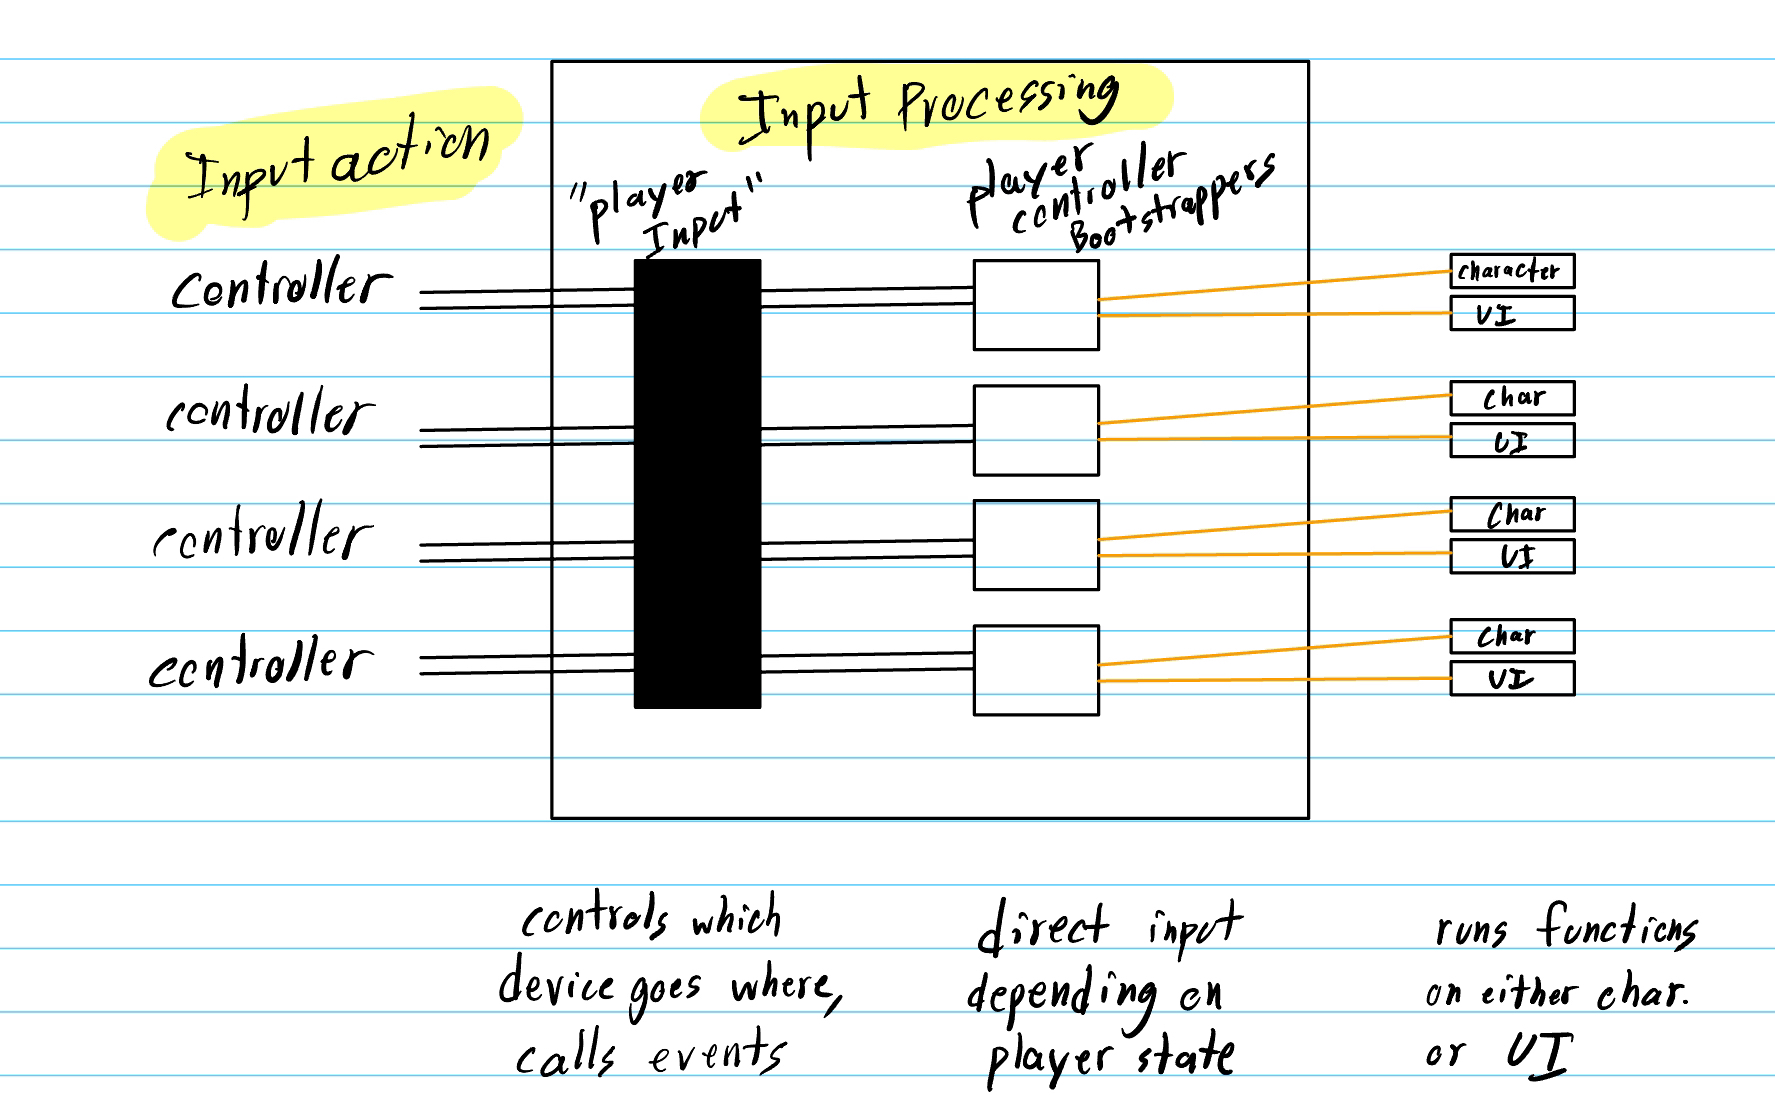 Input action
Input Processing
"player
Input"
player
controller
Bootstrappers
Controller
character
UI
controller
char
UI
controller
Char
UI
controller
Char
UI
controls which
device goes where,
calls events
direct input
depending on
player state
runs functions
on either char.
or UI